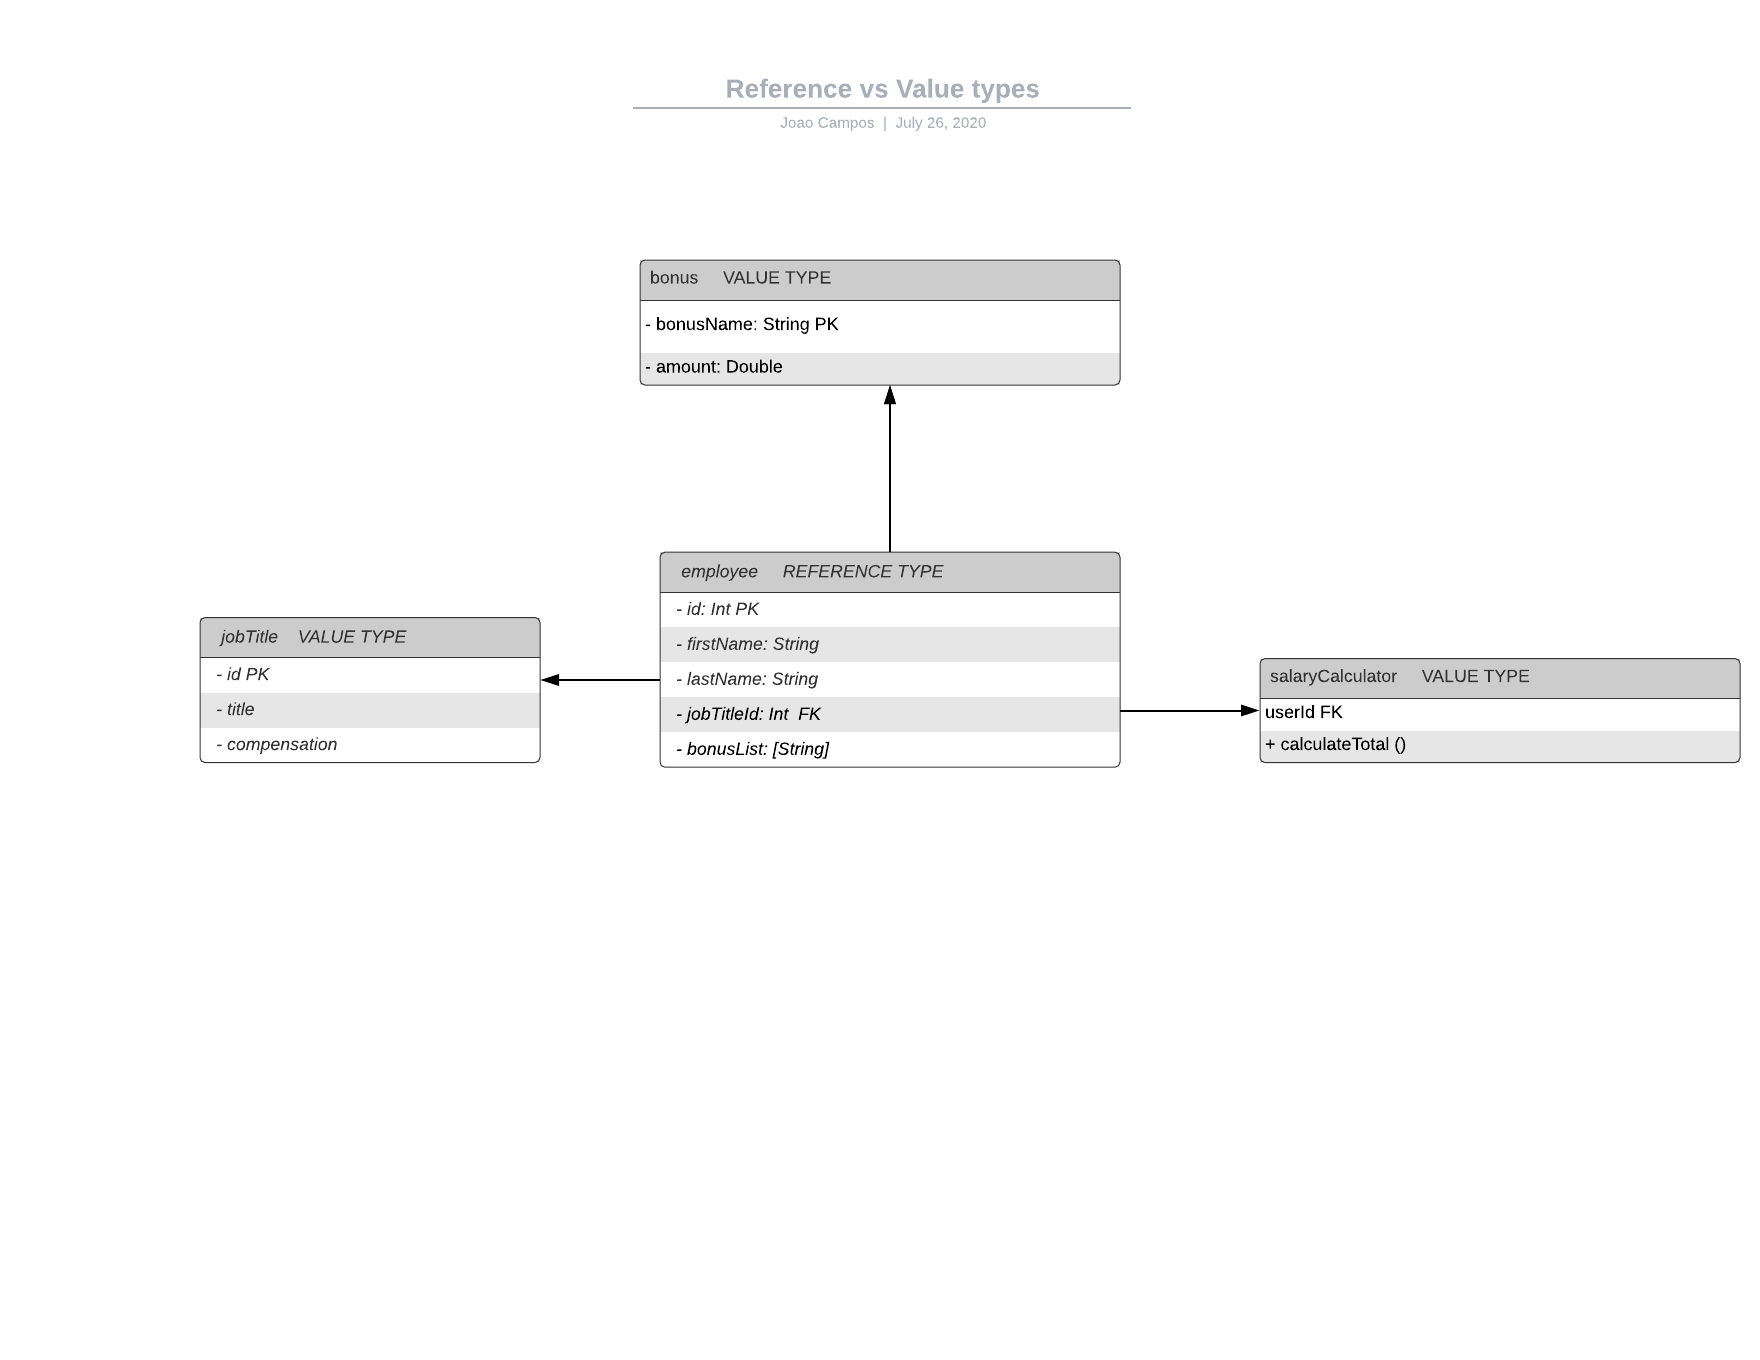 Reference vs Value types
Joao Campos | July 26, 2020
bonus VALUE TYPE
- bonusName: String PK
- amount: Double
employee REFERENCE TYPE
- id: Int PK
- firstName: String
- lastName: String
- jobTitleId: Int FK
- bonusList: [String]
jobTitle VALUE TYPE
- id PK
- title
- compensation
salaryCalculator VALUE TYPE
userId FK
+ calculateTotal ()